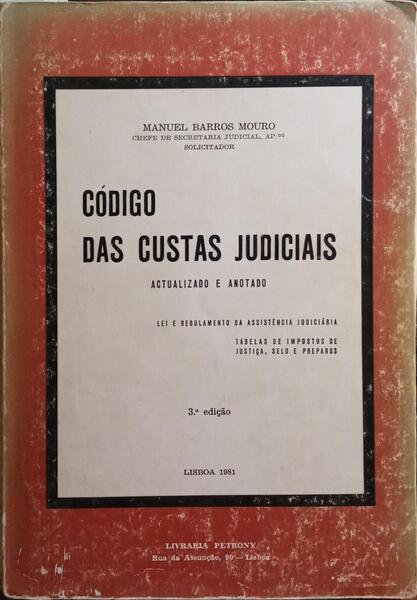 MANUEL BARROS MOURO
CHEFE DE SECRETARIA JUDICIAL, AP.ᵈᵒ
SOLICITADOR
CÓDIGO
DAS CUSTAS JUDICIAIS
ACTUALIZADO E ANOTADO
LEI E REGULAMENTO DA ASSISTÊNCIA JUDICIÁRIA
TABELAS DE IMPOSTOS DE
JUSTIÇA, SELO E PREPAROS
3.ª edição
LISBOA 1981
LIVRARIA PETRONY
Rua da Assunção, 90 — Lisboa